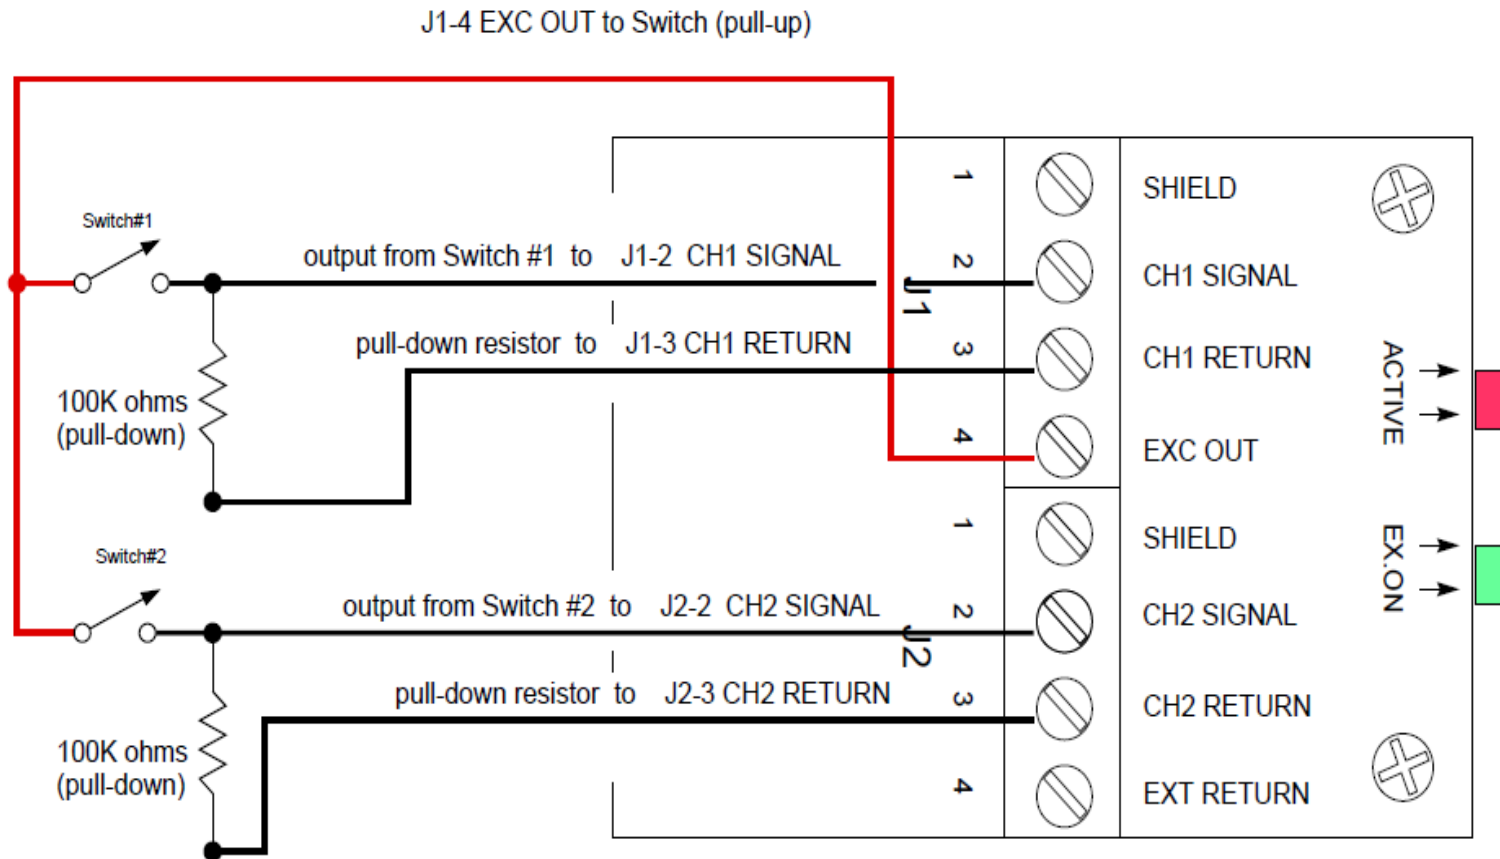 J1-4 EXC OUT to Switch (pull-up)
1
SHIELD
Switch#1
output from Switch #1 to J1-2 CH1 SIGNAL
2
CH1 SIGNAL
J1
pull-down resistor to J1-3 CH1 RETURN
3
CH1 RETURN
ACTIVE
100K ohms
(pull-down)
4
EXC OUT
1
SHIELD
EX.ON
Switch#2
output from Switch #2 to J2-2 CH2 SIGNAL
2
CH2 SIGNAL
J2
pull-down resistor to J2-3 CH2 RETURN
3
CH2 RETURN
100K ohms
(pull-down)
4
EXT RETURN